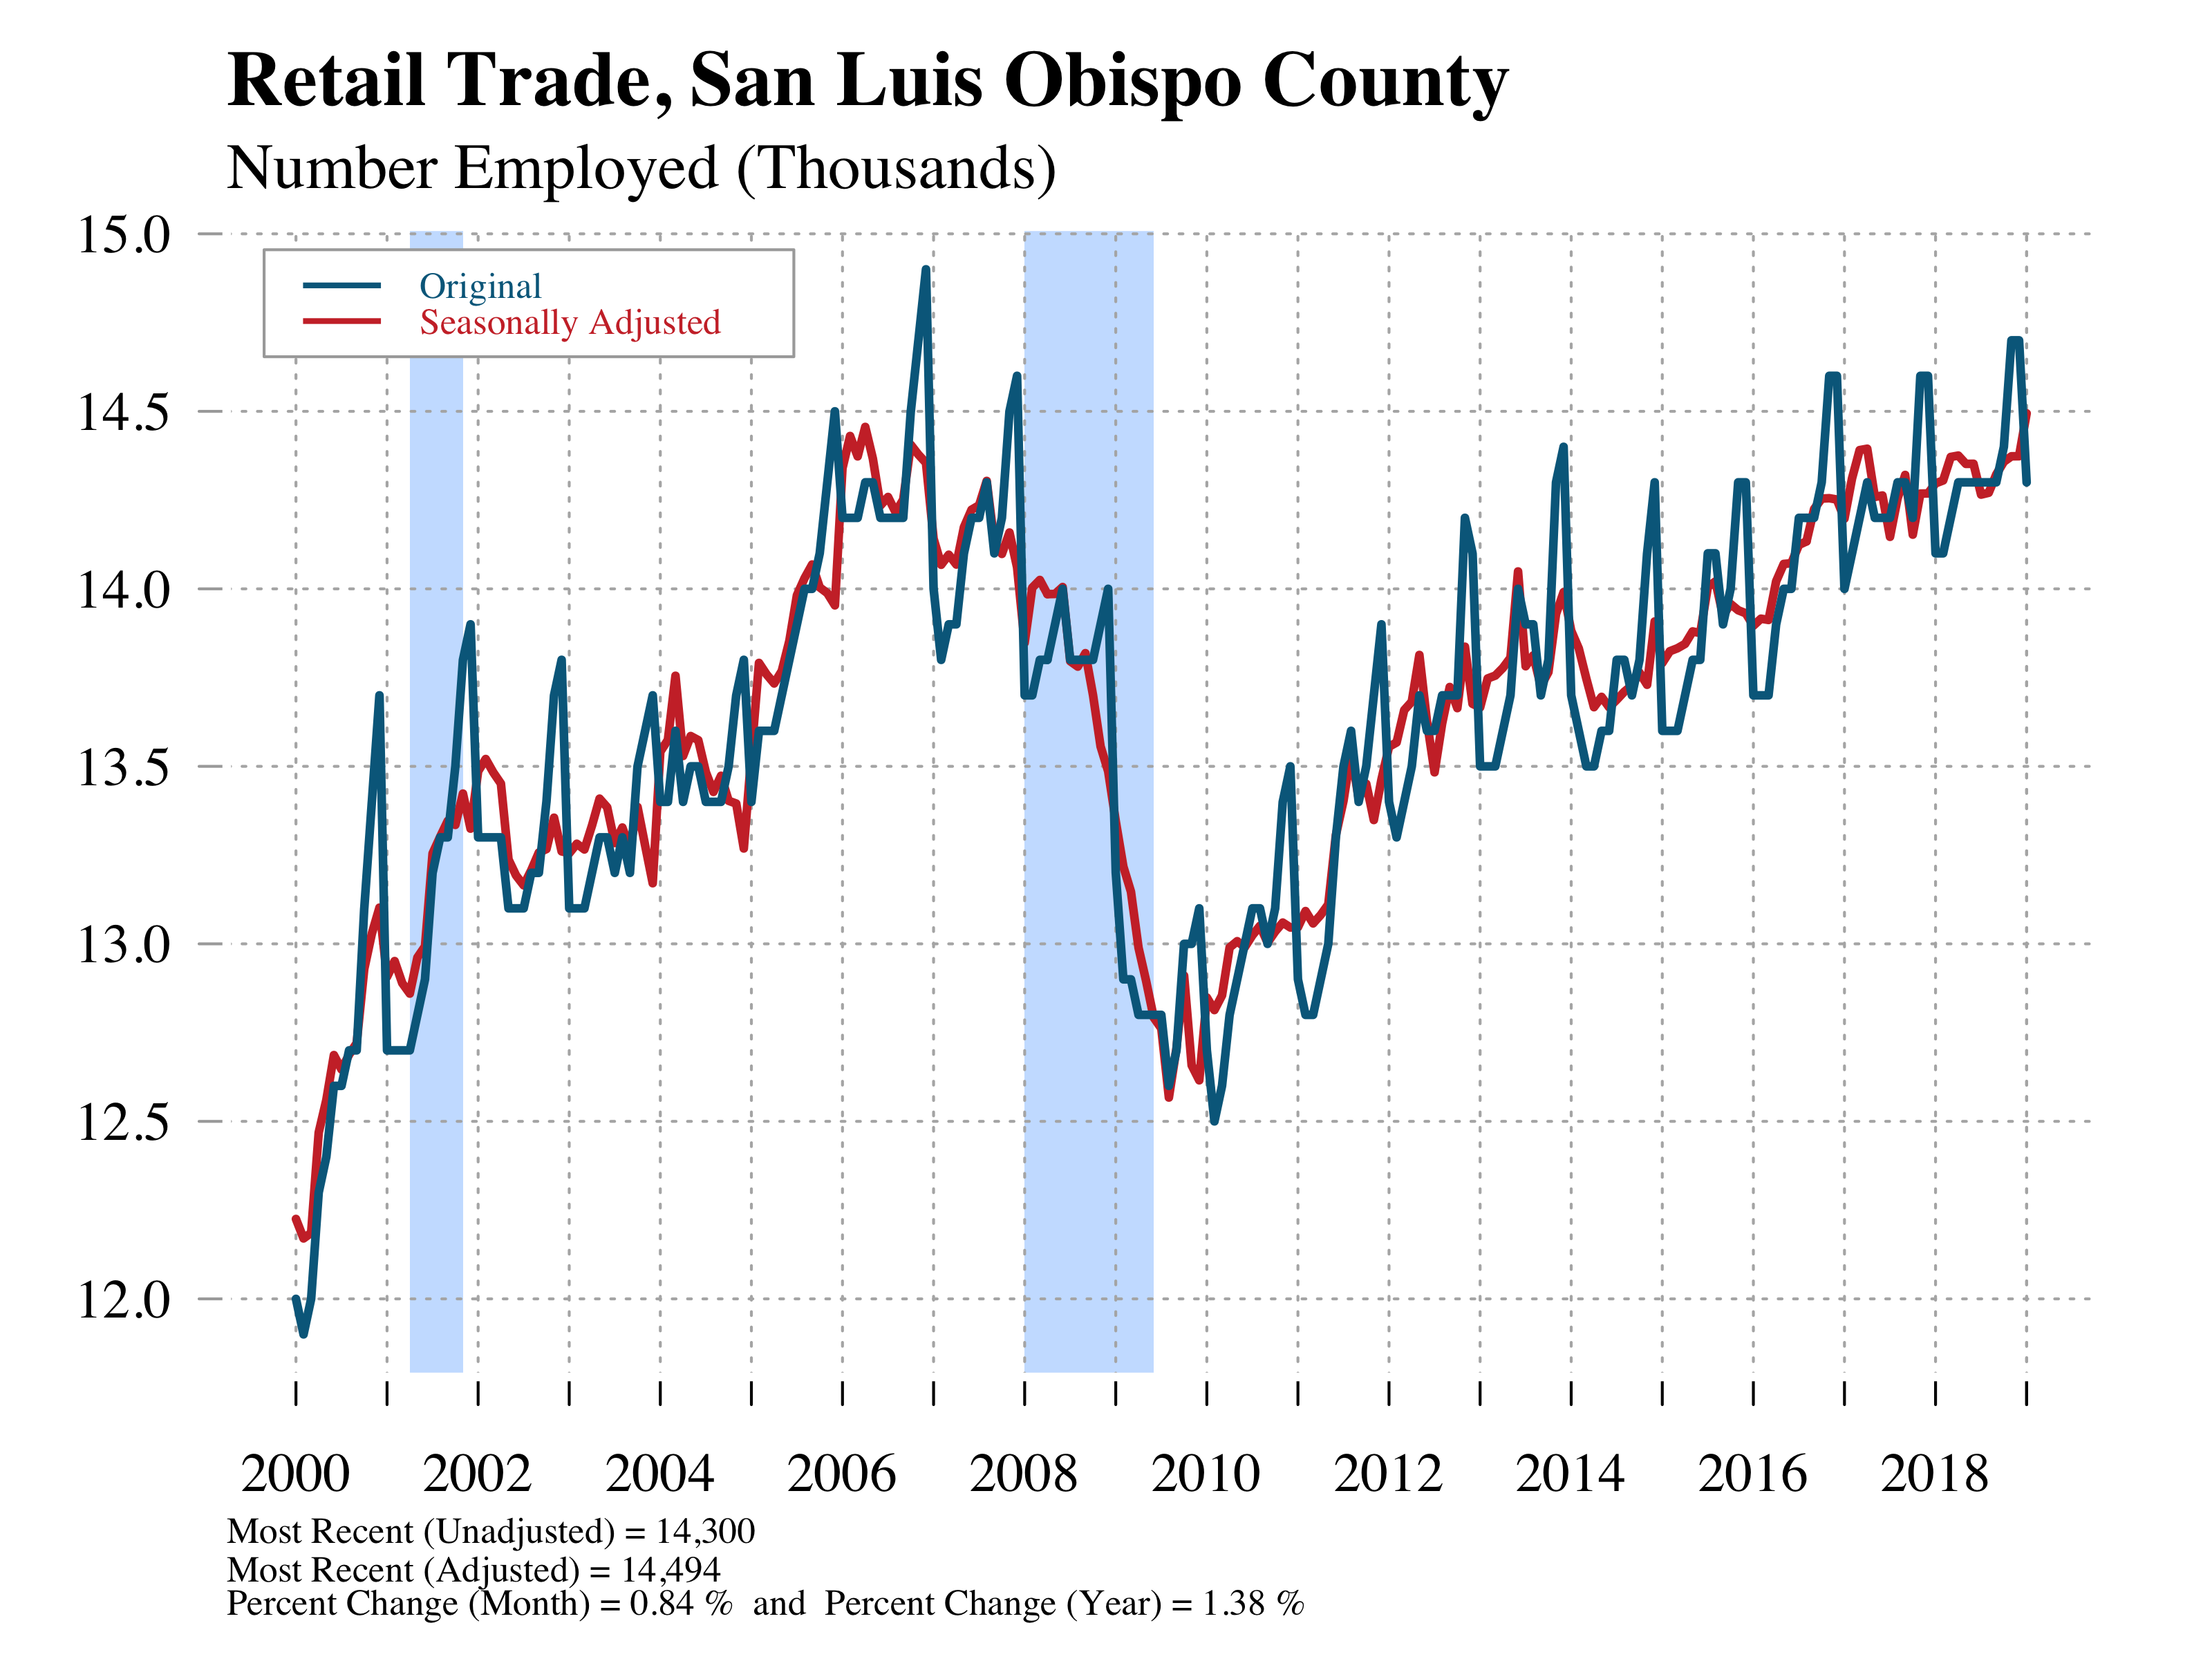 Retail Trade, San Luis Obispo County
Number Employed (Thousands)
15.0
Original
Seasonally Adjusted
14.5
14.0
13.5
13.0
12.5
12.0
2000 2002 2004 2006 2008 2010 2012 2014 2016 2018
Most Recent (Unadjusted) = 14,300
Most Recent (Adjusted) = 14,494
Percent Change (Month) = 0.84 % and Percent Change (Year) = 1.38 %